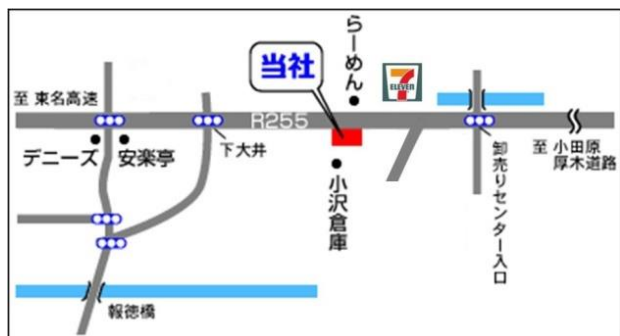 らーめん
当社
7
ELEVEN
至 東名高速
R255
デニーズ
安楽亭
下大井
小沢倉庫
卸売りセンター入口
至 小田原
厚木道路
報徳橋